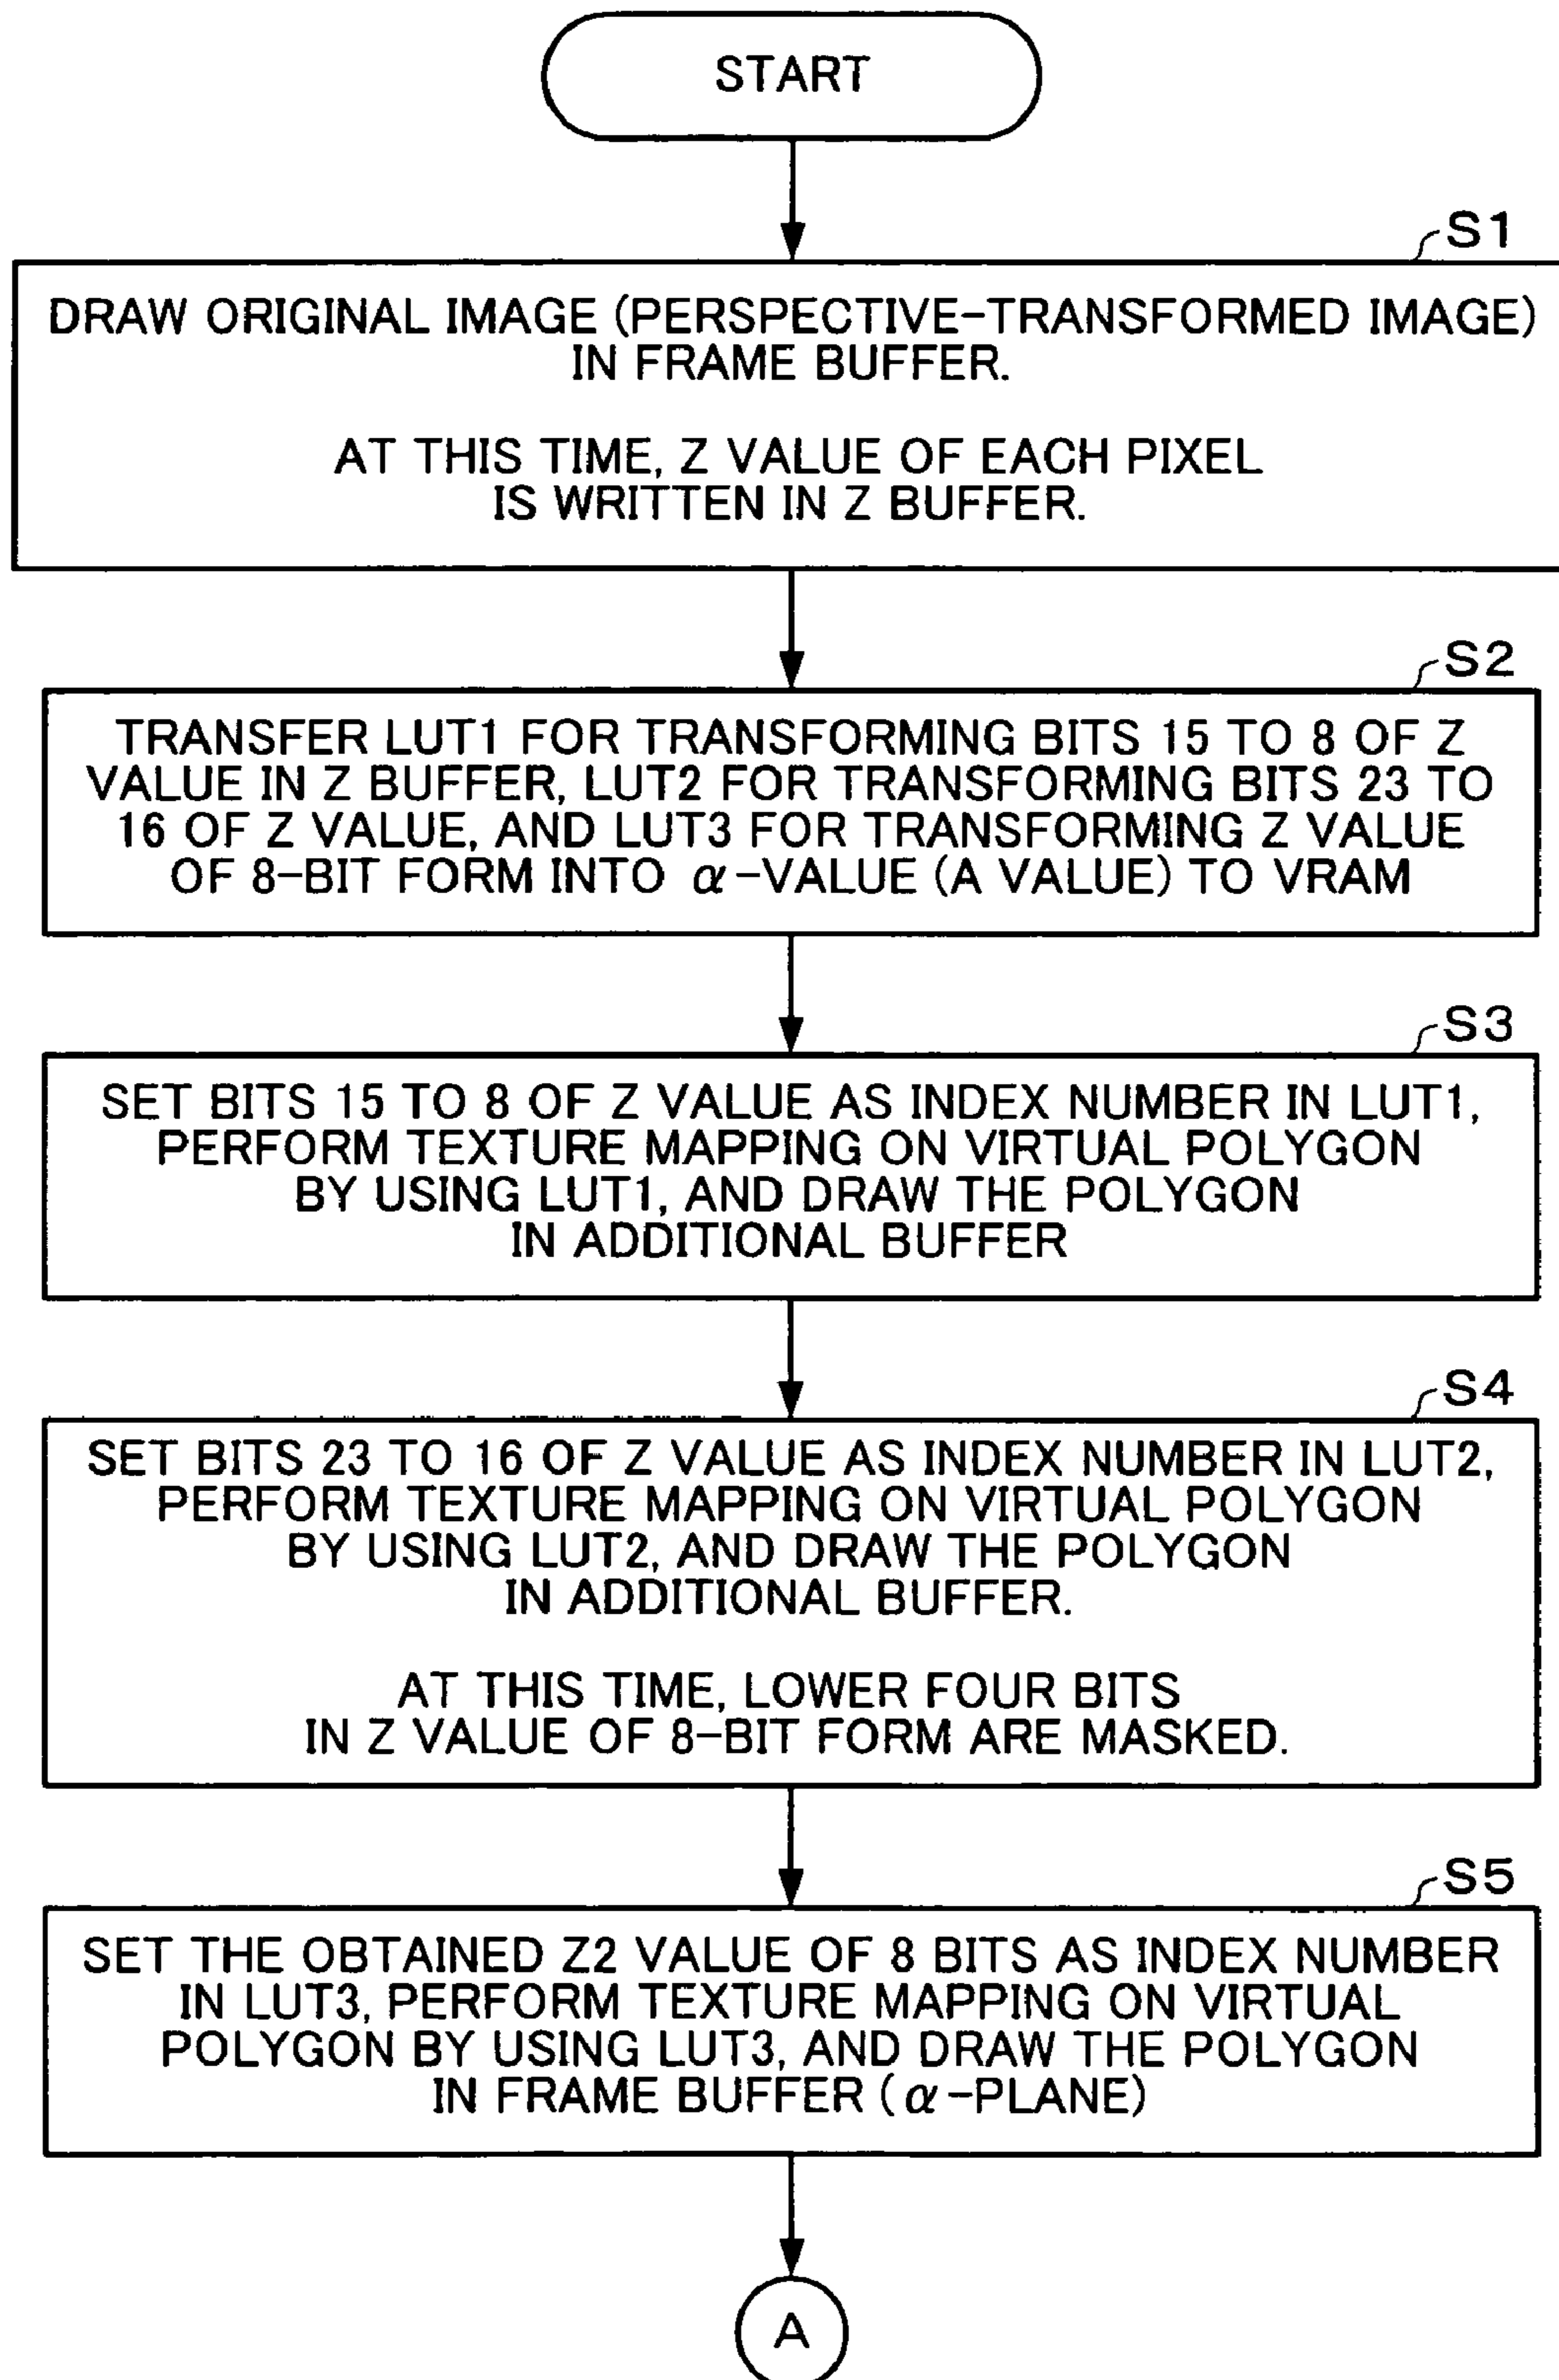 START
S1
DRAW ORIGINAL IMAGE (PERSPECTIVE-TRANSFORMED IMAGE)
IN FRAME BUFFER.
AT THIS TIME, Z VALUE OF EACH PIXEL
IS WRITTEN IN Z BUFFER.
S2
TRANSFER LUT1 FOR TRANSFORMING BITS 15 TO 8 OF Z
VALUE IN Z BUFFER, LUT2 FOR TRANSFORMING BITS 23 TO
16 OF Z VALUE, AND LUT3 FOR TRANSFORMING Z VALUE
OF 8-BIT FORM INTO α-VALUE (A VALUE) TO VRAM
S3
SET BITS 15 TO 8 OF Z VALUE AS INDEX NUMBER IN LUT1,
PERFORM TEXTURE MAPPING ON VIRTUAL POLYGON
BY USING LUT1, AND DRAW THE POLYGON
IN ADDITIONAL BUFFER
S4
SET BITS 23 TO 16 OF Z VALUE AS INDEX NUMBER IN LUT2,
PERFORM TEXTURE MAPPING ON VIRTUAL POLYGON
BY USING LUT2, AND DRAW THE POLYGON
IN ADDITIONAL BUFFER.
AT THIS TIME, LOWER FOUR BITS
IN Z VALUE OF 8-BIT FORM ARE MASKED.
S5
SET THE OBTAINED Z2 VALUE OF 8 BITS AS INDEX NUMBER
IN LUT3, PERFORM TEXTURE MAPPING ON VIRTUAL
POLYGON BY USING LUT3, AND DRAW THE POLYGON
IN FRAME BUFFER (α-PLANE)
A